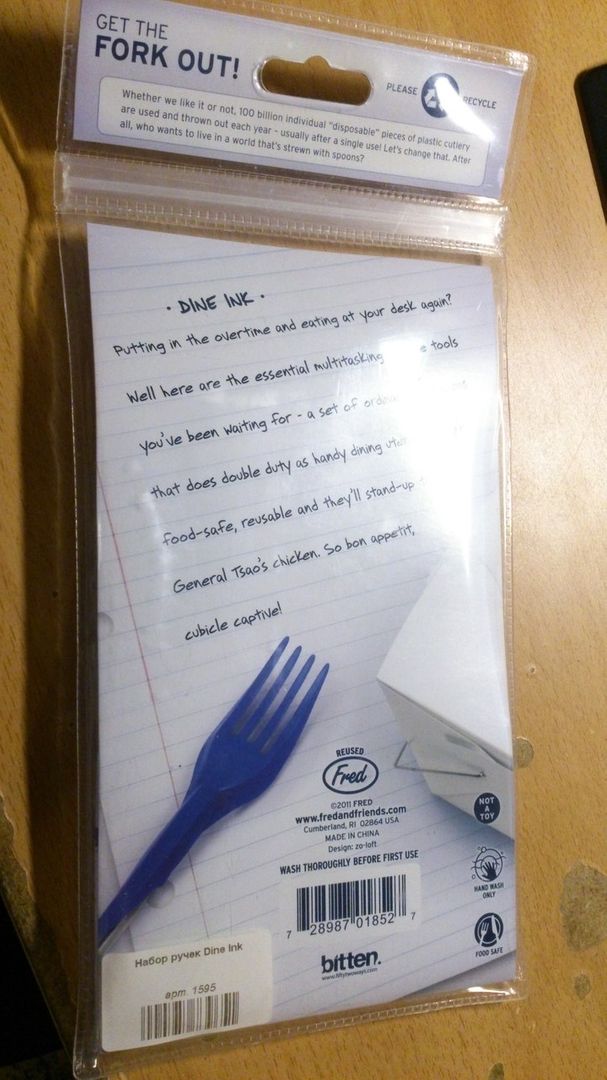 GET THE
FORK OUT!
PLEASE RECYCLE
Whether we like it or not, 100 billion individual "disposable" pieces of plastic cutlery
are used and thrown out each year - usually after a single use! Let's change that. After
all, who wants to live in a world that's strewn with spoons?
· DINE INK ·
Putting in the overtime and eating at your desk again?
Well here are the essential multitasking tools
you've been waiting for - a set of
that does double duty as handy dining
food-safe, reusable and they'll stand-up
General Tsao's chicken. So bon appetit,
cubicle captive!
REUSED
Fred
©2011 FRED
www.fredandfriends.com
Cumberland, RI 02864 USA
MADE IN CHINA
Design: zo-loft
WASH THOROUGHLY BEFORE FIRST USE
7 28987 01852 7
bitten.
www.fiftytwoways.com
NOT
A
TOY
HAND WASH
ONLY
FOOD SAFE
Набор ручек Dine Ink
арт. 1595